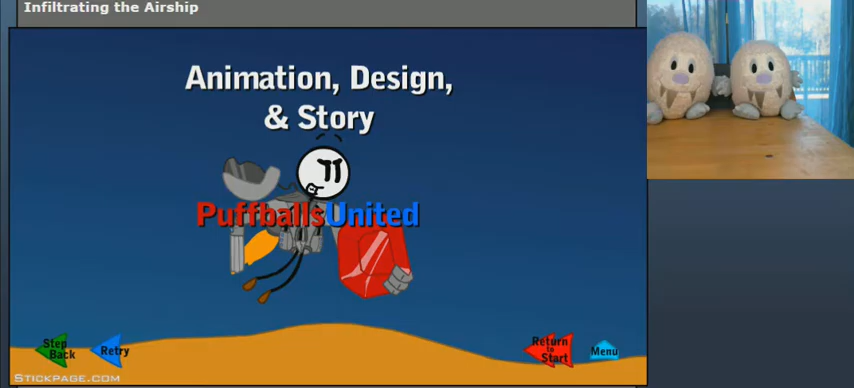 Infiltrating the Airship
Animation, Design,
& Story
PuffballsUnited
Step
Back
Retry
Return
to
Start
Menu
STICKPAGE.COM